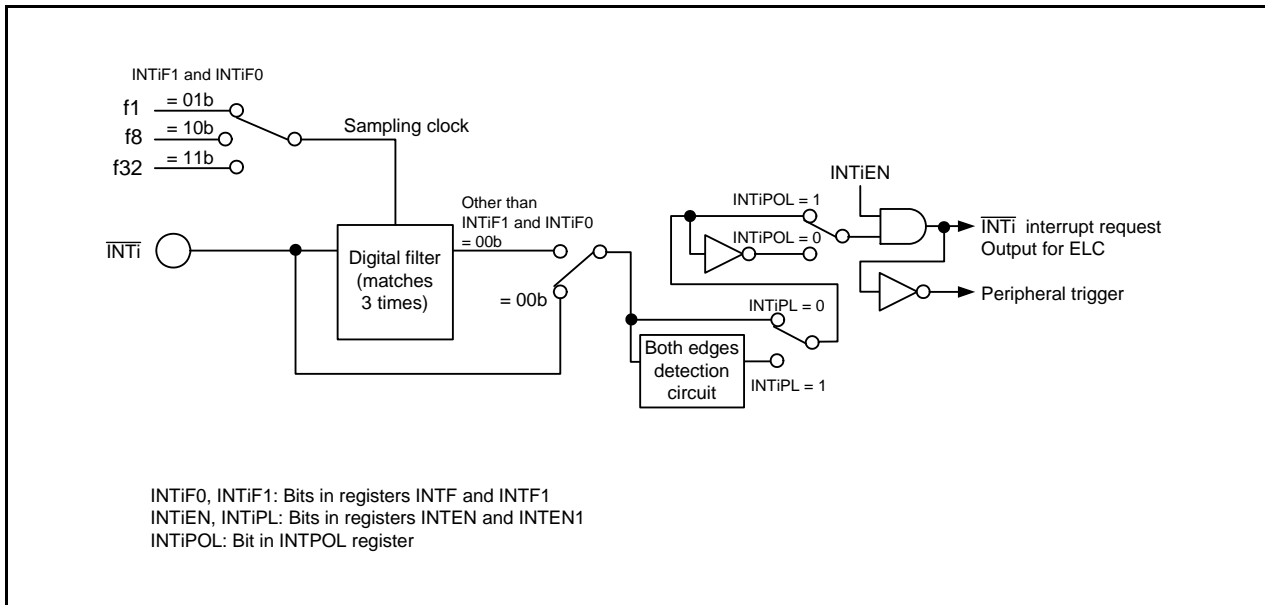 INTiF1 and INTiF0
f1
= 01b
f8
= 10b
f32
= 11b
Sampling clock
INTi
Digital filter
(matches
3 times)
Other than
INTiF1 and INTiF0
= 00b
= 00b
Both edges
detection
circuit
INTiPL = 0
INTiPL = 1
INTiPOL = 1
INTiPOL = 0
INTiEN
INTi interrupt request
Output for ELC
Peripheral trigger
INTiF0, INTiF1: Bits in registers INTF and INTF1
INTiEN, INTiPL: Bits in registers INTEN and INTEN1
INTiPOL: Bit in INTPOL register